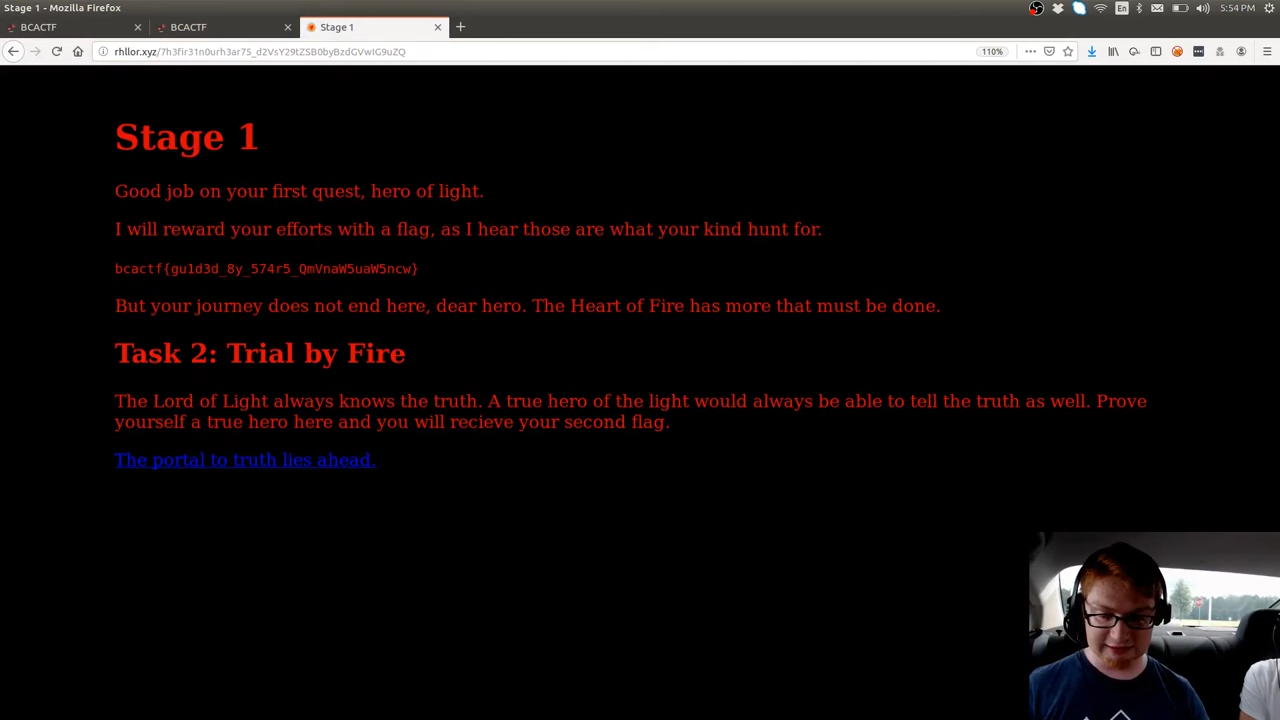 Stage 1 - Mozilla Firefox
En
5:54 PM
BCACTF
BCACTF
Stage 1
rhllor.xyz/7h3fir31n0urh3ar75_d2VsY29tZSB0byBzdGVwIG9uZQ
110%
Stage 1
Good job on your first quest, hero of light.
I will reward your efforts with a flag, as I hear those are what your kind hunt for.
bcactf{gu1d3d_8y_574r5_QmVnaW5uaW5ncw}
But your journey does not end here, dear hero. The Heart of Fire has more that must be done.
Task 2: Trial by Fire
The Lord of Light always knows the truth. A true hero of the light would always be able to tell the truth as well. Prove
yourself a true hero here and you will recieve your second flag.
The portal to truth lies ahead.